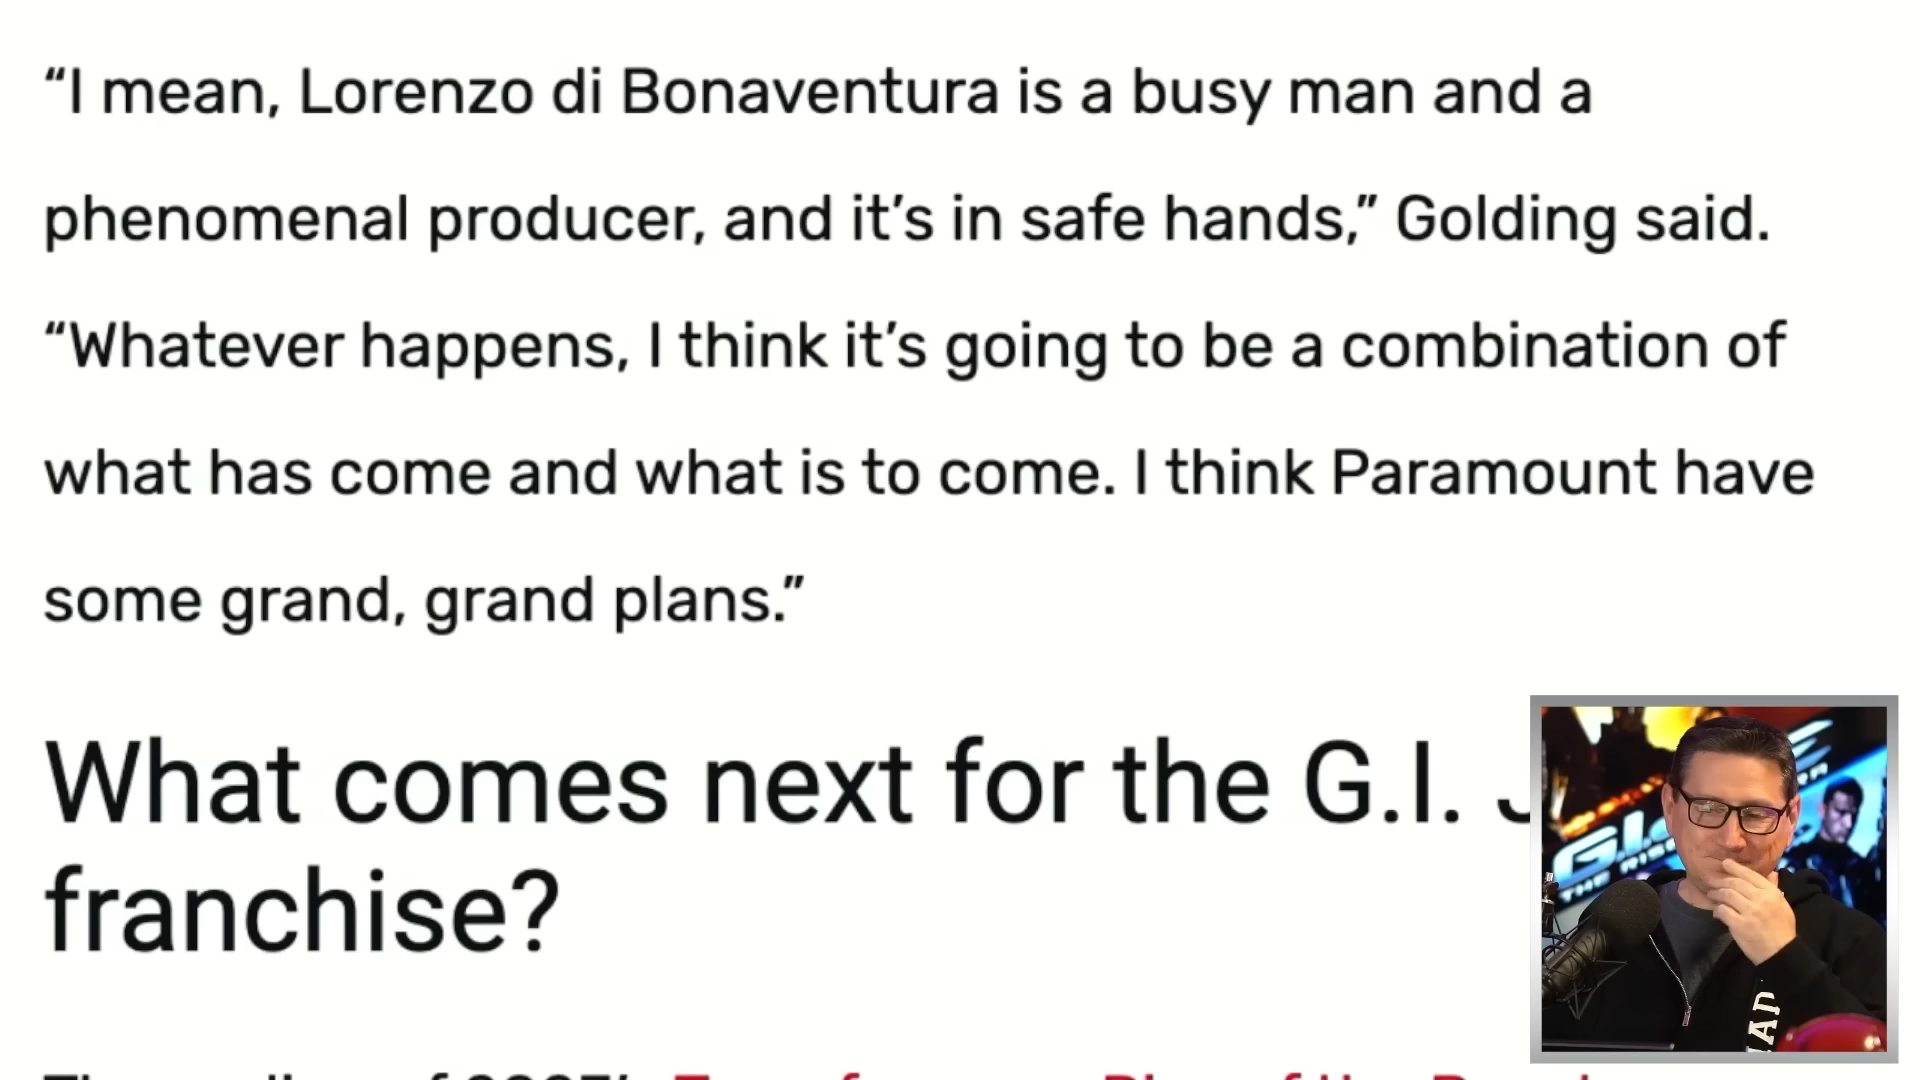 “I mean, Lorenzo di Bonaventura is a busy man and a
phenomenal producer, and it’s in safe hands,” Golding said.
“Whatever happens, I think it’s going to be a combination of
what has come and what is to come. I think Paramount have
some grand, grand plans.”
What comes next for the G.I.
franchise?